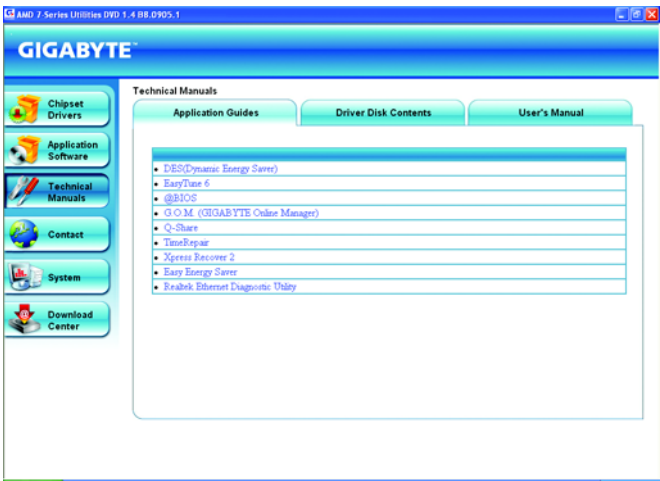 AMD 7-Series Utilities DVD 1.4 B8.0905.1
GIGABYTE™
Chipset
Drivers
Application
Software
Technical
Manuals
Contact
System
Download
Center
Technical Manuals
Application Guides
Driver Disk Contents
User's Manual
DES(Dynamic Energy Saver)
EasyTune 6
@BIOS
G.O.M. (GIGABYTE Online Manager)
Q-Share
TimeRepair
Xpress Recover 2
Easy Energy Saver
Realtek Ethernet Diagnostic Utility